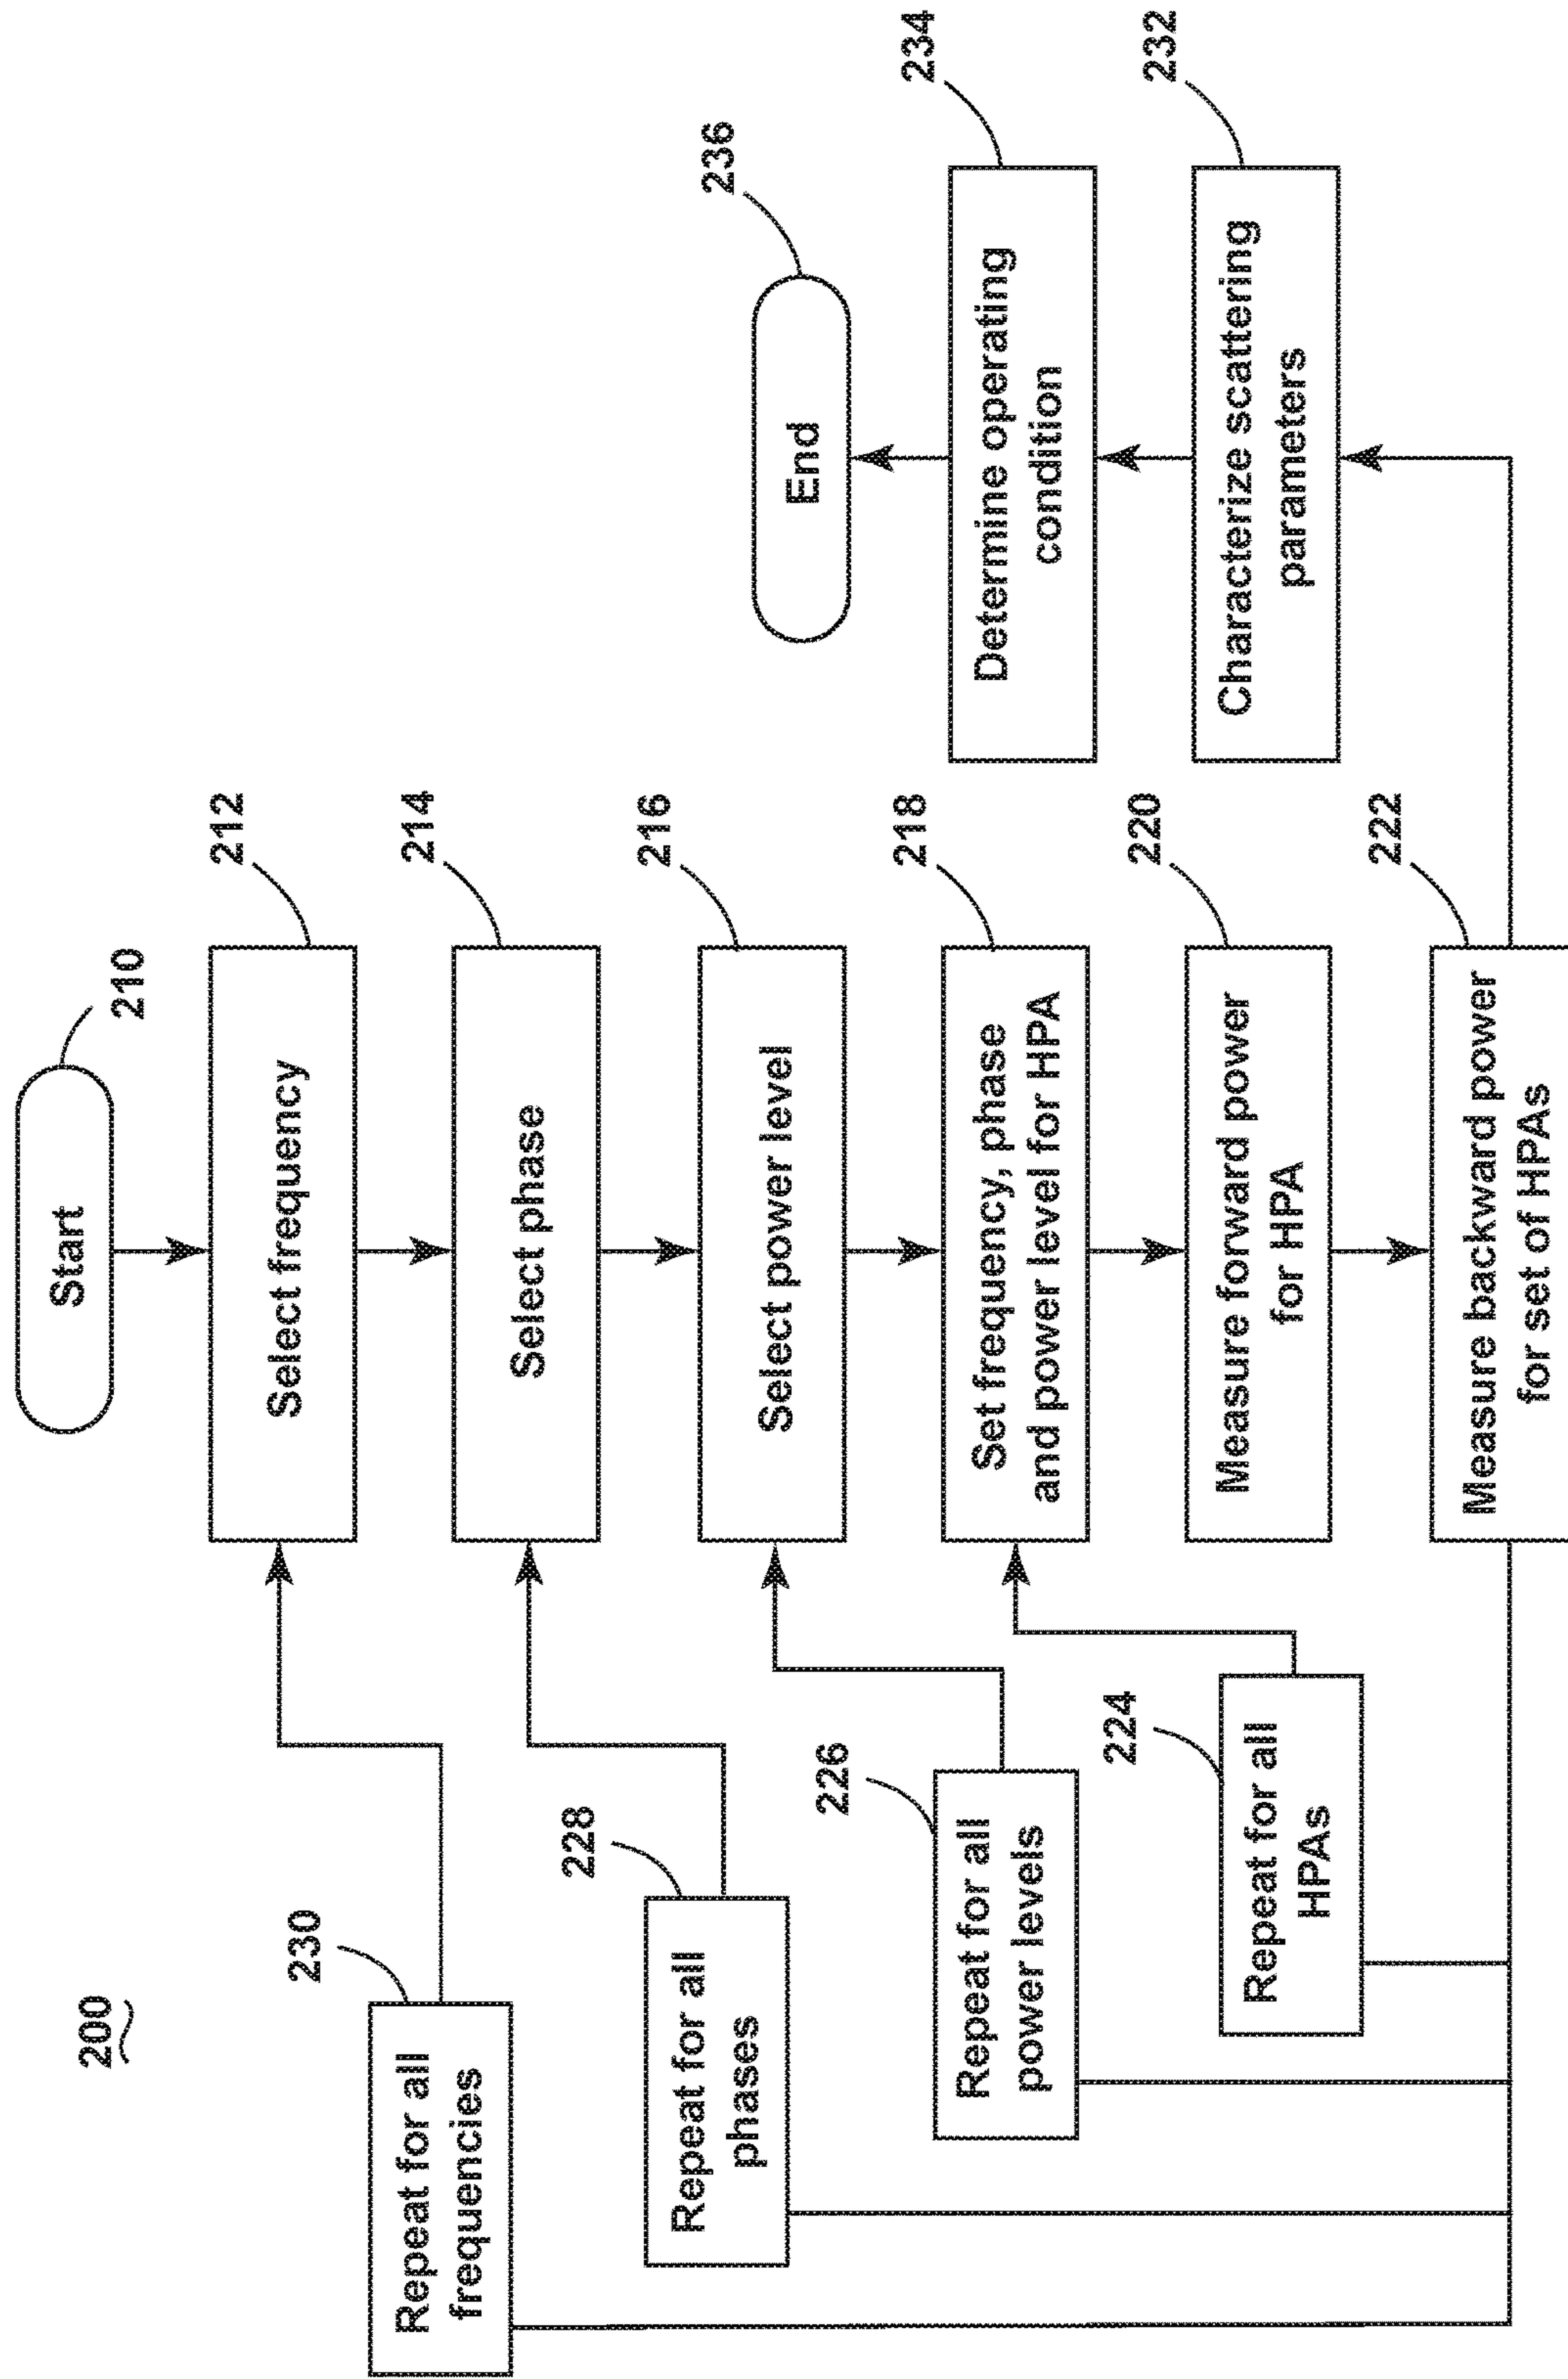 200
Start
210
Select frequency
212
Select phase
214
Select power level
216
Set frequency, phase
and power level for HPA
218
Measure forward power
for HPA
220
Measure backward power
for set of HPAs
222
Repeat for all
HPAs
224
Repeat for all
power levels
226
Repeat for all
phases
228
Repeat for all
frequencies
230
Characterize scattering
parameters
232
Determine operating
condition
234
End
236